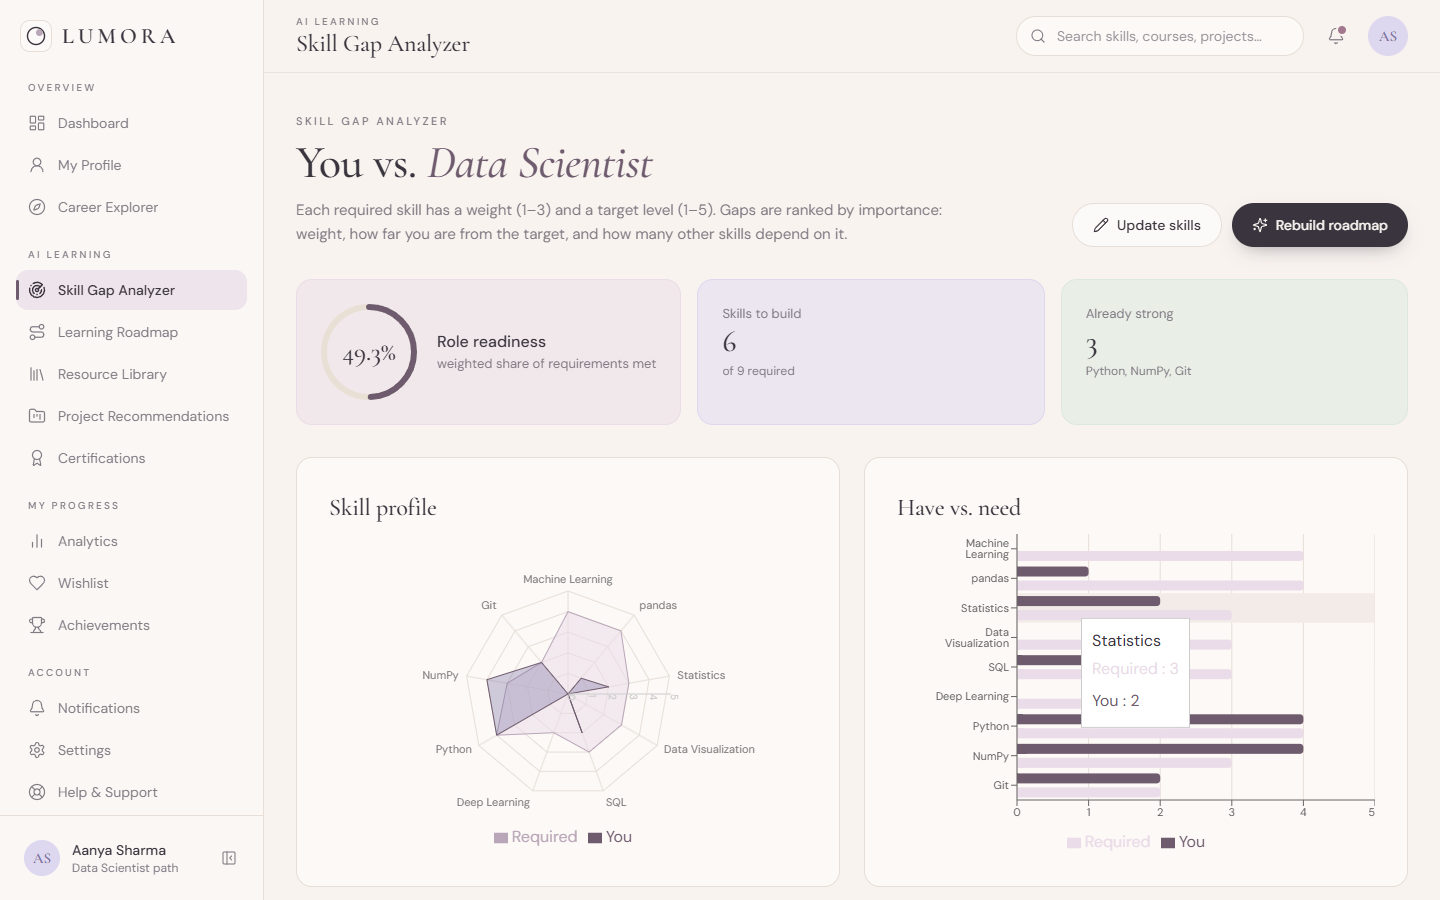 LUMORA
OVERVIEW
Dashboard
My Profile
Career Explorer
AI LEARNING
Skill Gap Analyzer
Learning Roadmap
Resource Library
Project Recommendations
Certifications
MY PROGRESS
Analytics
Wishlist
Achievements
ACCOUNT
Notifications
Settings
Help & Support
AS
Aanya Sharma
Data Scientist path
AI LEARNING
Skill Gap Analyzer
Search skills, courses, projects...
AS
SKILL GAP ANALYZER
You vs. Data Scientist
Each required skill has a weight (1–3) and a target level (1–5). Gaps are ranked by importance:
weight, how far you are from the target, and how many other skills depend on it.
Update skills
Rebuild roadmap
49.3%
Role readiness
weighted share of requirements met
Skills to build
6
of 9 required
Already strong
3
Python, NumPy, Git
Skill profile
Machine Learning
Git
pandas
NumPy
Statistics
1 2 3 4 5
Python
Data Visualization
Deep Learning
SQL
Required
You
Have vs. need
Machine
Learning
pandas
Statistics
Data
Visualization
SQL
Deep Learning
Python
NumPy
Git
Statistics
Required : 3
You : 2
0 1 2 3 4 5
Required
You